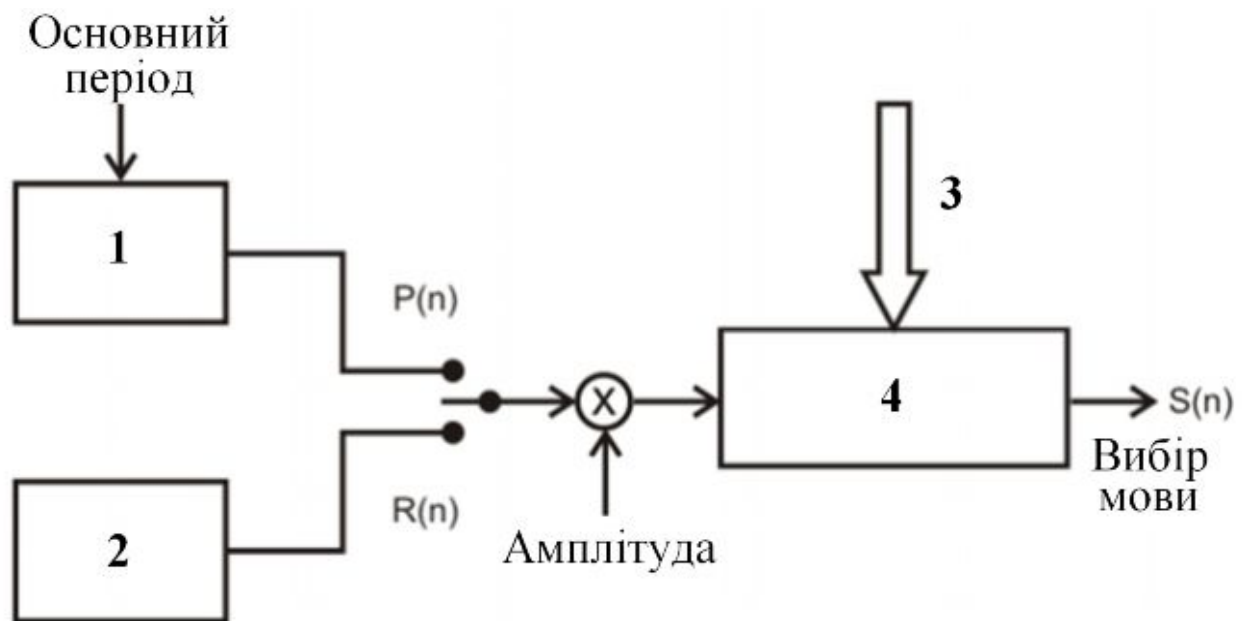 Основний
період
1
3
P(n)
4
S(n)
Вибір
мови
R(n)
2
Амплітуда
X